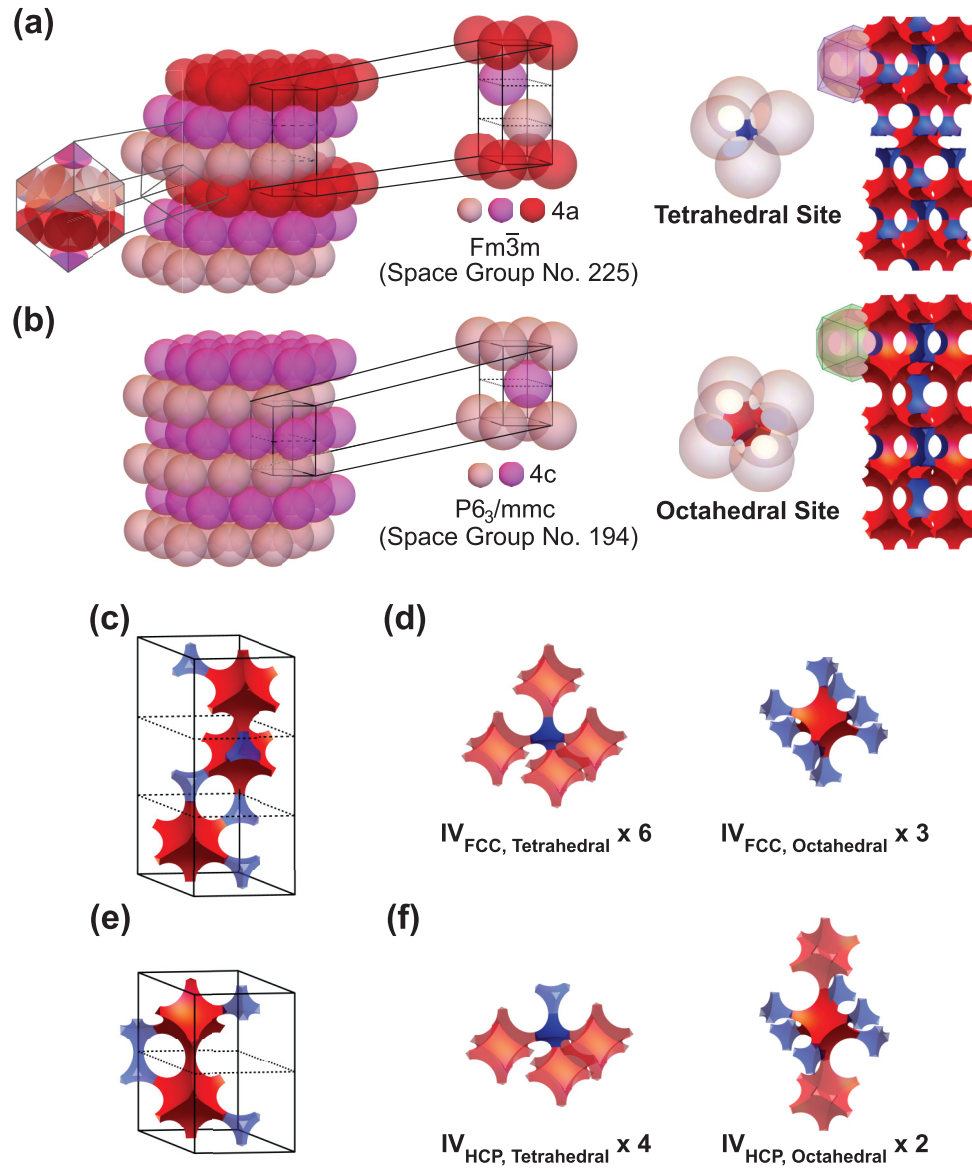 (a)
4a
Fm3̅m
(Space Group No. 225)
Tetrahedral Site
(b)
4c
P6₃/mmc
(Space Group No. 194)
Octahedral Site
(c)
(d)
IV_FCC, Tetrahedral x 6
IV_FCC, Octahedral x 3
(e)
(f)
IV_HCP, Tetrahedral x 4
IV_HCP, Octahedral x 2